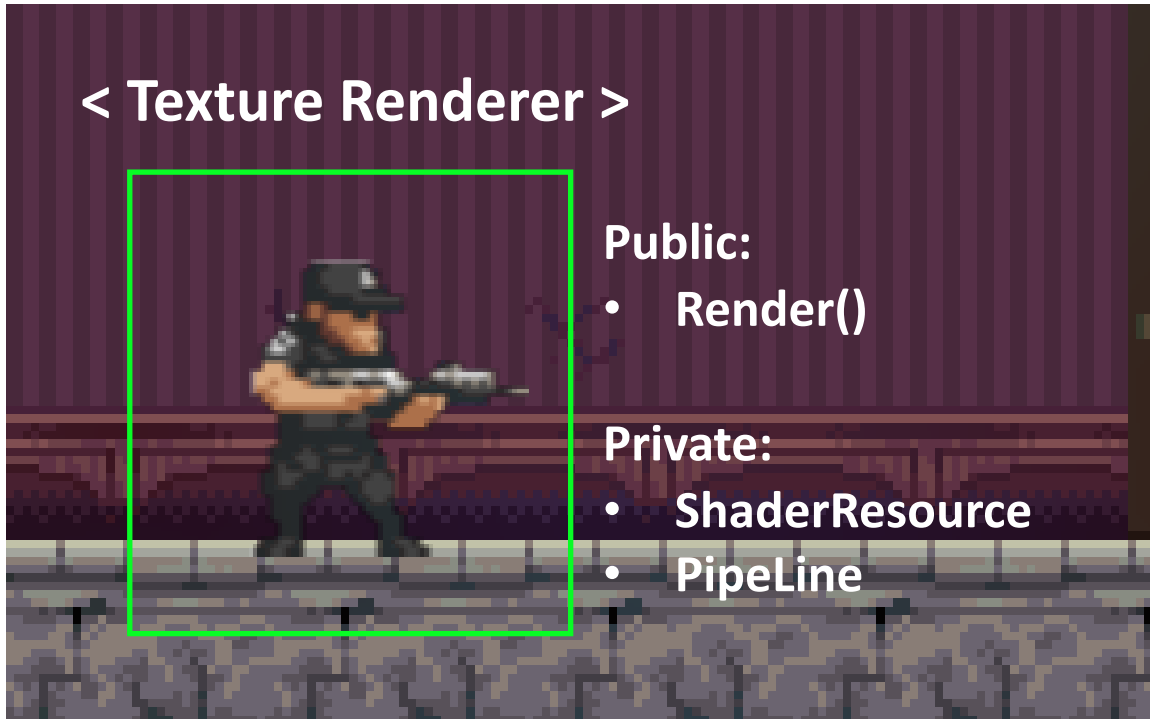 < Texture Renderer >
Public:
• Render()
Private:
• ShaderResource
• PipeLine